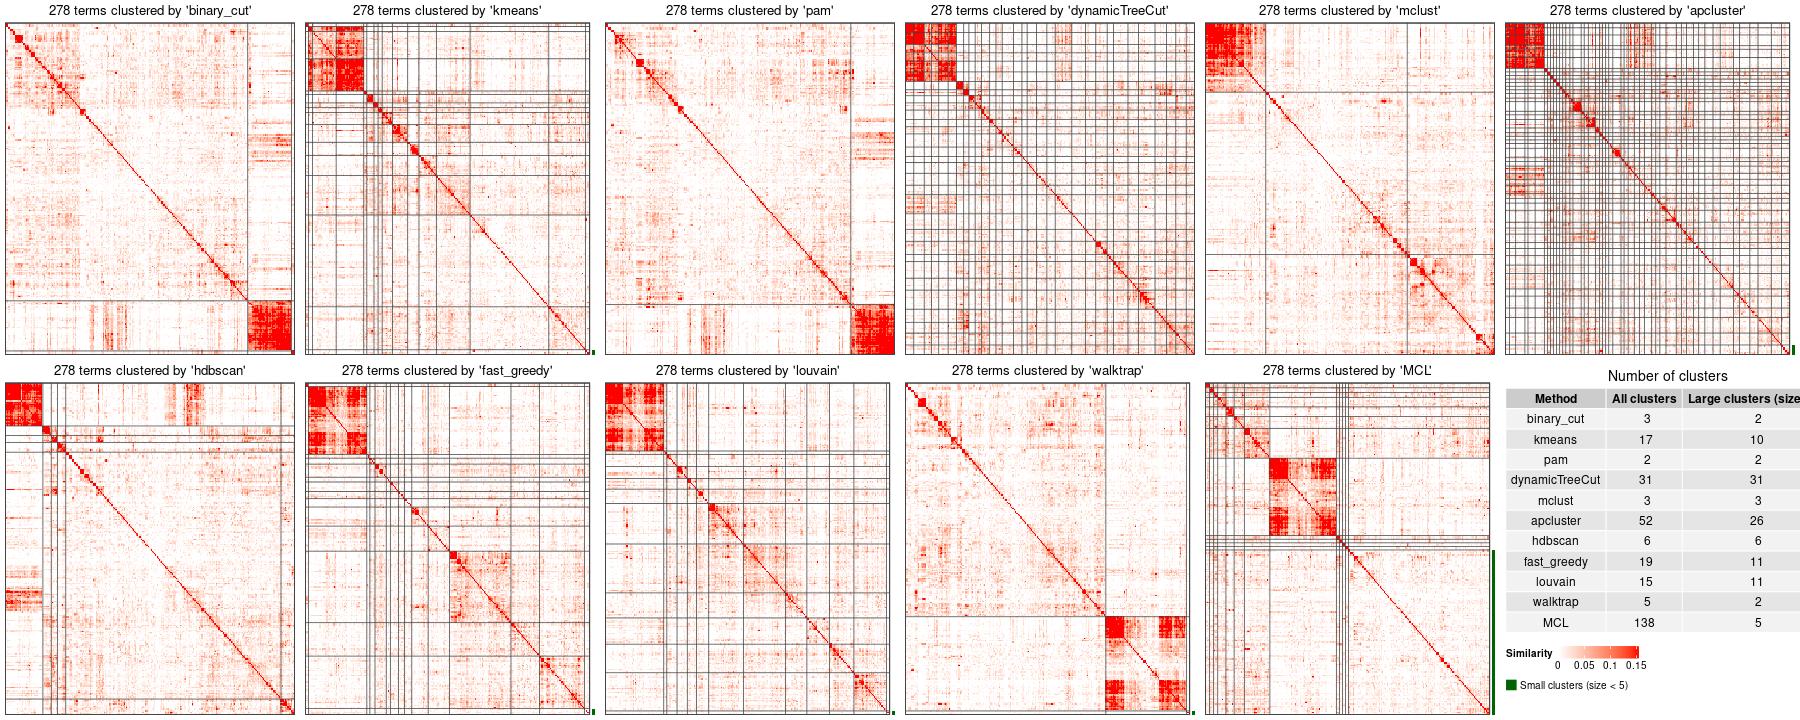 278 terms clustered by 'binary_cut'
278 terms clustered by 'kmeans'
278 terms clustered by 'pam'
278 terms clustered by 'dynamicTreeCut'
278 terms clustered by 'mclust'
278 terms clustered by 'apcluster'
278 terms clustered by 'hdbscan'
278 terms clustered by 'fast_greedy'
278 terms clustered by 'louvain'
278 terms clustered by 'walktrap'
278 terms clustered by 'MCL'
Number of clusters
Method All clusters Large clusters (size
binary_cut 3 2
kmeans 17 10
pam 2 2
dynamicTreeCut 31 31
mclust 3 3
apcluster 52 26
hdbscan 6 6
fast_greedy 19 11
louvain 15 11
walktrap 5 2
MCL 138 5
Similarity
0 0.05 0.1 0.15
Small clusters (size < 5)